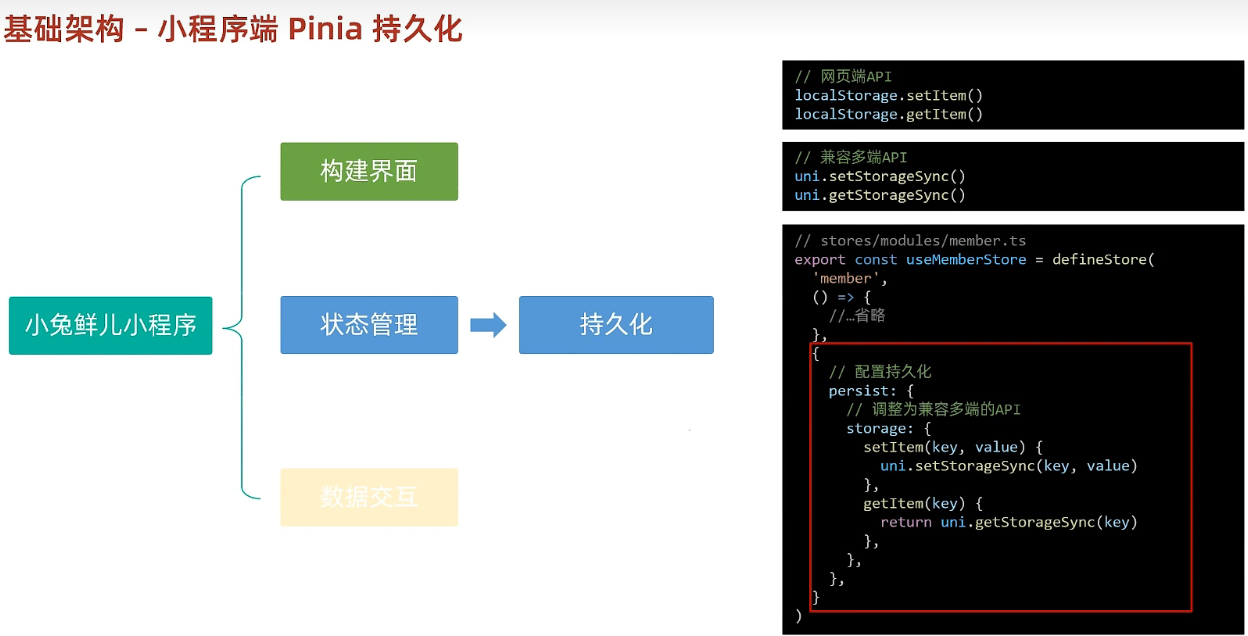 基础架构 – 小程序端 Pinia 持久化
小兔鲜儿小程序
构建界面
状态管理
持久化
数据交互
// 网页端API
localStorage.setItem()
localStorage.getItem()
// 兼容多端API
uni.setStorageSync()
uni.getStorageSync()
// stores/modules/member.ts
export const useMemberStore = defineStore(
'member',
() => {
//…省略
},
{
// 配置持久化
persist: {
// 调整为兼容多端的API
storage: {
setItem(key, value) {
uni.setStorageSync(key, value)
},
getItem(key) {
return uni.getStorageSync(key)
},
},
},
}
)